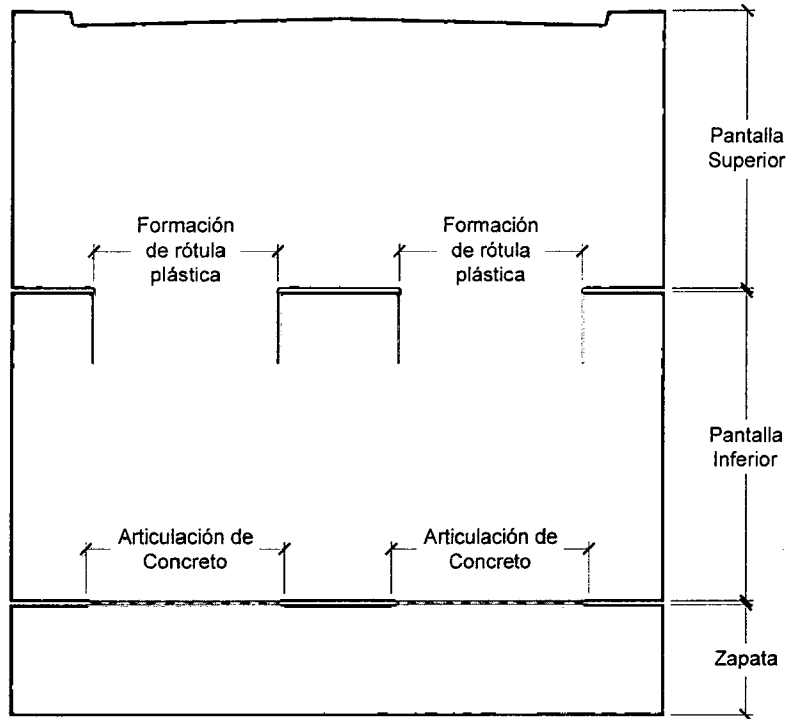 Pantalla
Superior
Formación
de rótula
plástica
Formación
de rótula
plástica
Pantalla
Inferior
Articulación de
Concreto
Articulación de
Concreto
Zapata